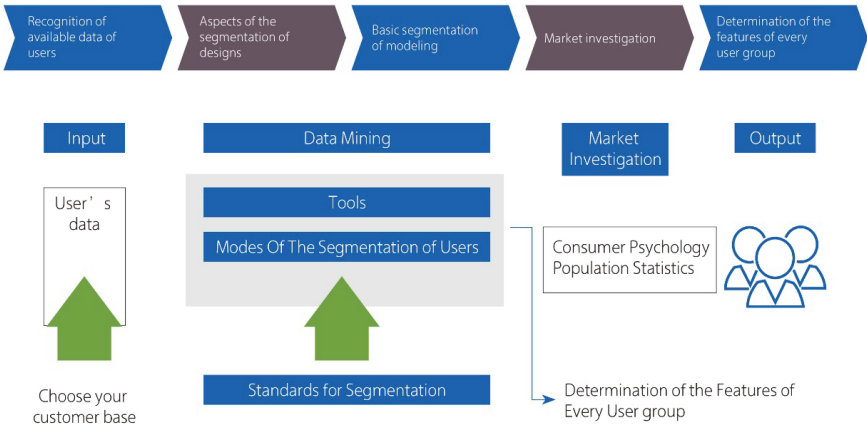 Recognition of
available data of
users
Aspects of the
segmentation of
designs
Basic segmentation
of modeling
Market investigation
Determination of the
features of every
user group
Input
Data Mining
Market
Investigation
Output
User’s
data
Tools
Modes Of The Segmentation of Users
Consumer Psychology
Population Statistics
Choose your
customer base
Standards for Segmentation
Determination of the Features of
Every User group